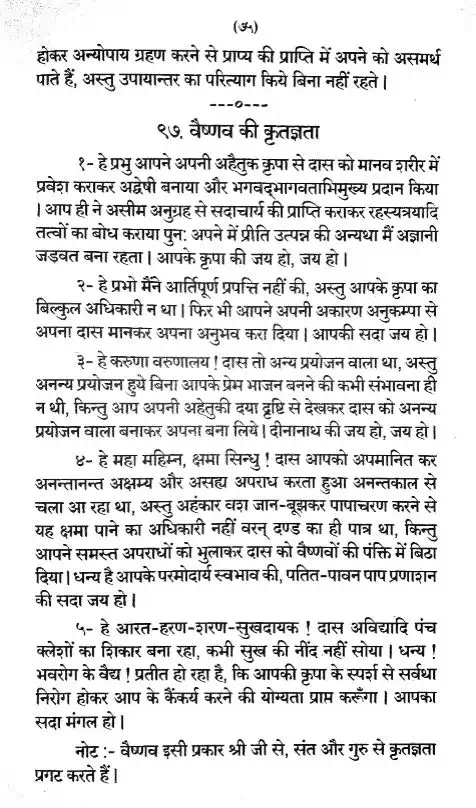 (७५)
होकर अन्योपाय ग्रहण करने से प्राप्य की प्राप्ति में अपने को असमर्थ
पाते हैं, अस्तु उपायान्तर का परित्याग किये बिना नहीं रहते।
---०---
९७. वैष्णव की कृतज्ञता
१- हे प्रभु आपने अपनी अहैतुक कृपा से दास को मानव शरीर में
प्रवेश कराकर अद्वेषी बनाया और भगवद्भागवताभिमुख्य प्रदान किया
। आप ही ने असीम अनुग्रह से सदाचार्य की प्राप्ति कराकर रहस्यत्रयादि
तत्वों का बोध कराया पुन: अपने में प्रीति उत्पन्न की अन्यथा मैं अज्ञानी
जड़वत बना रहता। आपके कृपा की जय हो, जय हो।
२- हे प्रभो मैंने आर्तिपूर्ण प्रपत्ति नहीं की, अस्तु आपके कृपा का
बिल्कुल अधिकारी न था। फिर भी आपने अपनी अकारण अनुकम्पा से
अपना दास मानकर अपना अनुभव करा दिया। आपकी सदा जय हो।
३- हे करुणा वरुणालय ! दास तो अन्य प्रयोजन वाला था, अस्तु
अनन्य प्रयोजन हुये बिना आपके प्रेम भाजन बनने की कभी संभावना ही
न थी, किन्तु आप अपनी अहेतुकी दया दृष्टि से देखकर दास को अनन्य
प्रयोजन वाला बनाकर अपना बना लिये। दीनानाथ की जय हो, जय हो।
४- हे महा महिम्न, क्षमा सिन्धु ! दास आपको अपमानित कर
अनन्तानन्त अक्षम्य और असह्य अपराध करता हुआ अनन्तकाल से
चला आ रहा था, अस्तु अहंकार वश जान-बूझकर पापाचरण करने से
यह क्षमा पाने का अधिकारी नहीं वरन् दण्ड का ही पात्र था, किन्तु
आपने समस्त अपराधों को भुलाकर दास को वैष्णवों की पंक्ति में बिठा
दिया। धन्य है आपके परमोदार्य स्वभाव की, पतित-पावन पाप प्रणाशन
की सदा जय हो।
५- हे आरत-हरण-शरण-सुखदायक ! दास अविद्यादि पंच
क्लेशों का शिकार बना रहा, कभी सुख की नींद नहीं सोया। धन्य !
भवरोग के वैद्य ! प्रतीत हो रहा है, कि आपकी कृपा के स्पर्श से सर्वथा
निरोग होकर आप के कैंकर्य करने की योग्यता प्राप्त करूँगा। आपका
सदा मंगल हो।
नोट :- वैष्णव इसी प्रकार श्री जी से, संत और गुरु से कृतज्ञता
प्रगट करते हैं।